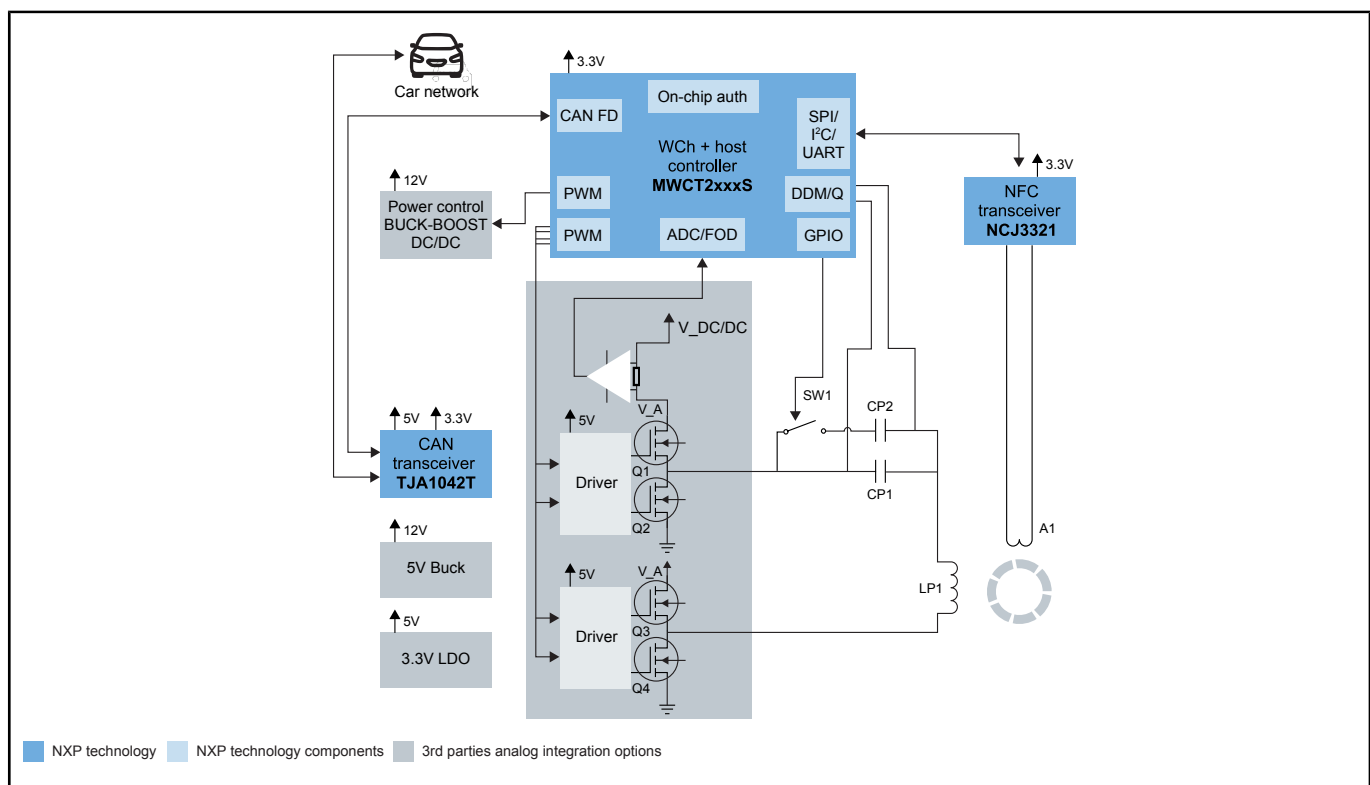 3.3V
Car network
CAN FD
On-chip auth
SPI/
I²C/
UART
WCh + host
controller
MWCT2xxxS
3.3V
12V
PWM
DDM/Q
NFC
transceiver
NCJ3321
Power control
BUCK-BOOST
DC/DC
PWM
ADC/FOD
GPIO
V_DC/DC
SW1
CP2
5V
3.3V
5V
V_A
CAN
transceiver
TJA1042T
Driver
Q1
CP1
Q2
A1
12V
5V Buck
5V
V_A
LP1
5V
Driver
Q3
3.3V LDO
Q4
NXP technology
NXP technology components
3rd parties analog integration options